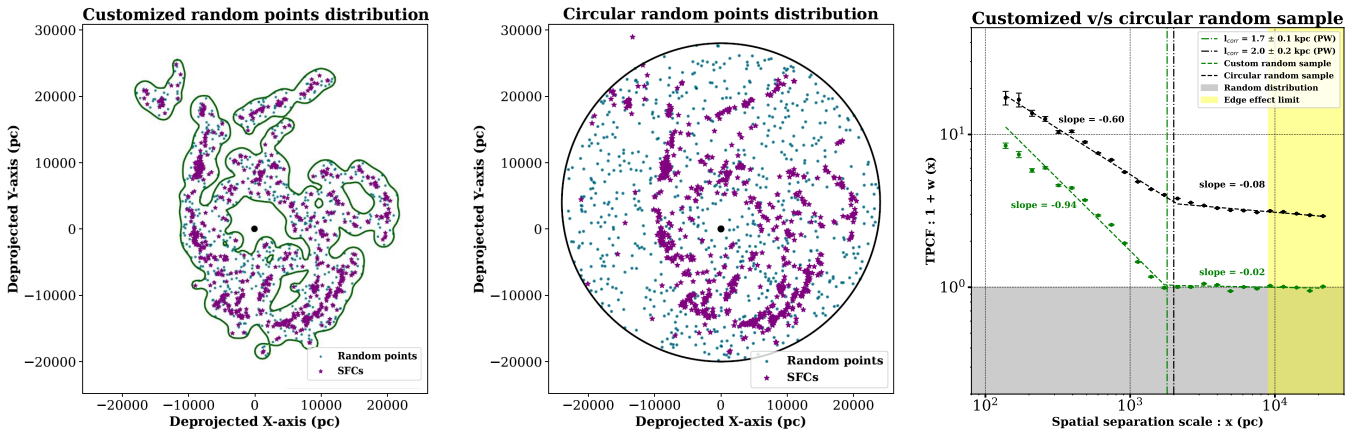 Customized random points distribution
30000
20000
10000
0
−10000
−20000
Deprojected Y-axis (pc)
−20000 −10000 0 10000 20000
Deprojected X-axis (pc)
Random points
SFCs
Circular random points distribution
30000
20000
10000
0
−10000
−20000
Deprojected Y-axis (pc)
−20000 −10000 0 10000 20000
Deprojected X-axis (pc)
Random points
SFCs
Customized v/s circular random sample
l_corr = 1.7 ± 0.1 kpc (PW)
l_corr = 2.0 ± 0.2 kpc (PW)
Custom random sample
Circular random sample
Random distribution
Edge effect limit
slope = -0.60
slope = -0.08
slope = -0.94
slope = -0.02
10¹
10⁰
TPCF : 1 + w (x)
10² 10³ 10⁴
Spatial separation scale : x (pc)